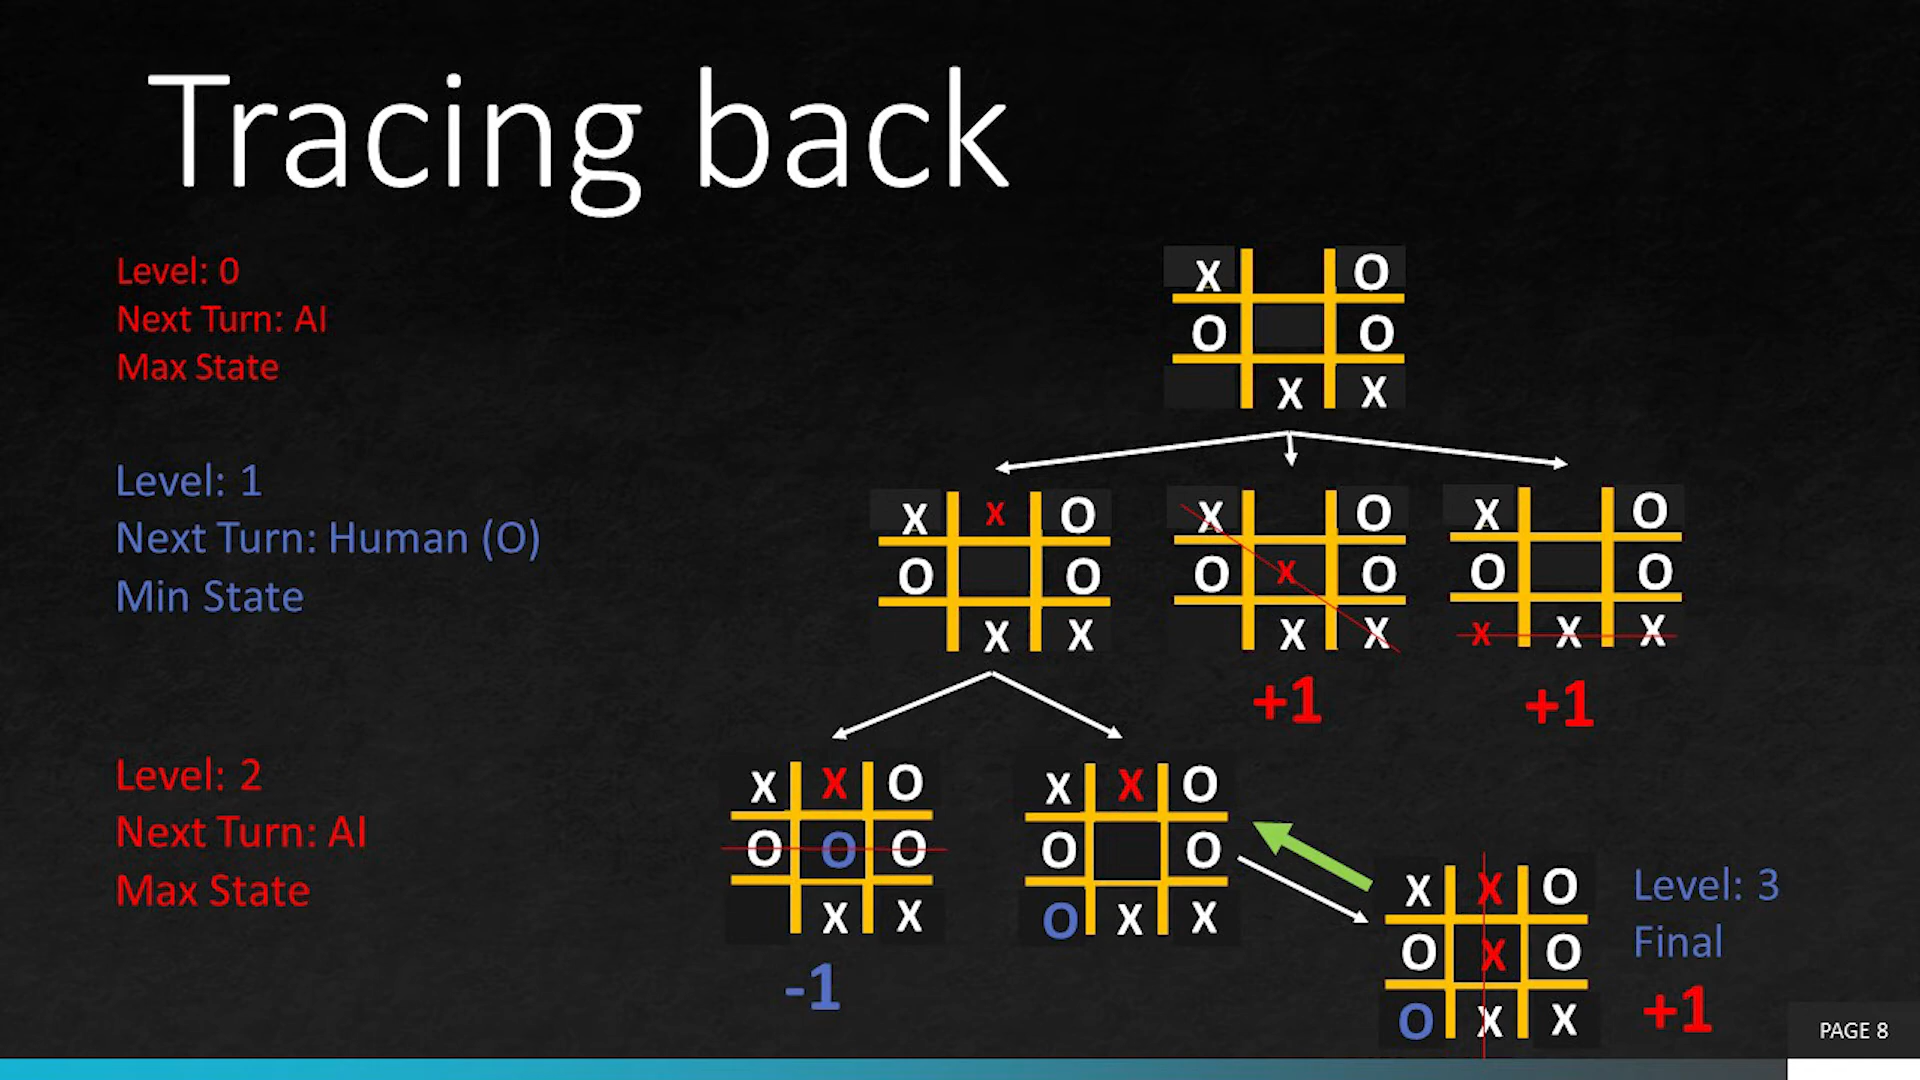 Tracing back
Level: 0
Next Turn: AI
Max State
X O
O O
X X
Level: 1
Next Turn: Human (O)
Min State
X X O
O O
X X
X O
O X O
X X
+1
X O
O O
X X X
+1
Level: 2
Next Turn: AI
Max State
X X O
O O O
X X
-1
X X O
O O
O X X
X X O
O X O
O X X
Level: 3
Final
+1
PAGE 8